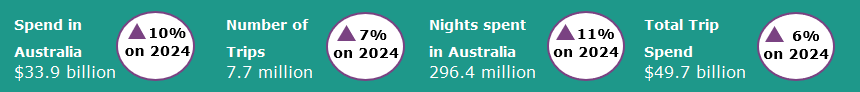 Spend in
Australia
$33.9 billion
▲10%
on 2024
Number of
Trips
7.7 million
▲7%
on 2024
Nights spent
in Australia
296.4 million
▲11%
on 2024
Total Trip
Spend
$49.7 billion
▲ 6%
on 2024